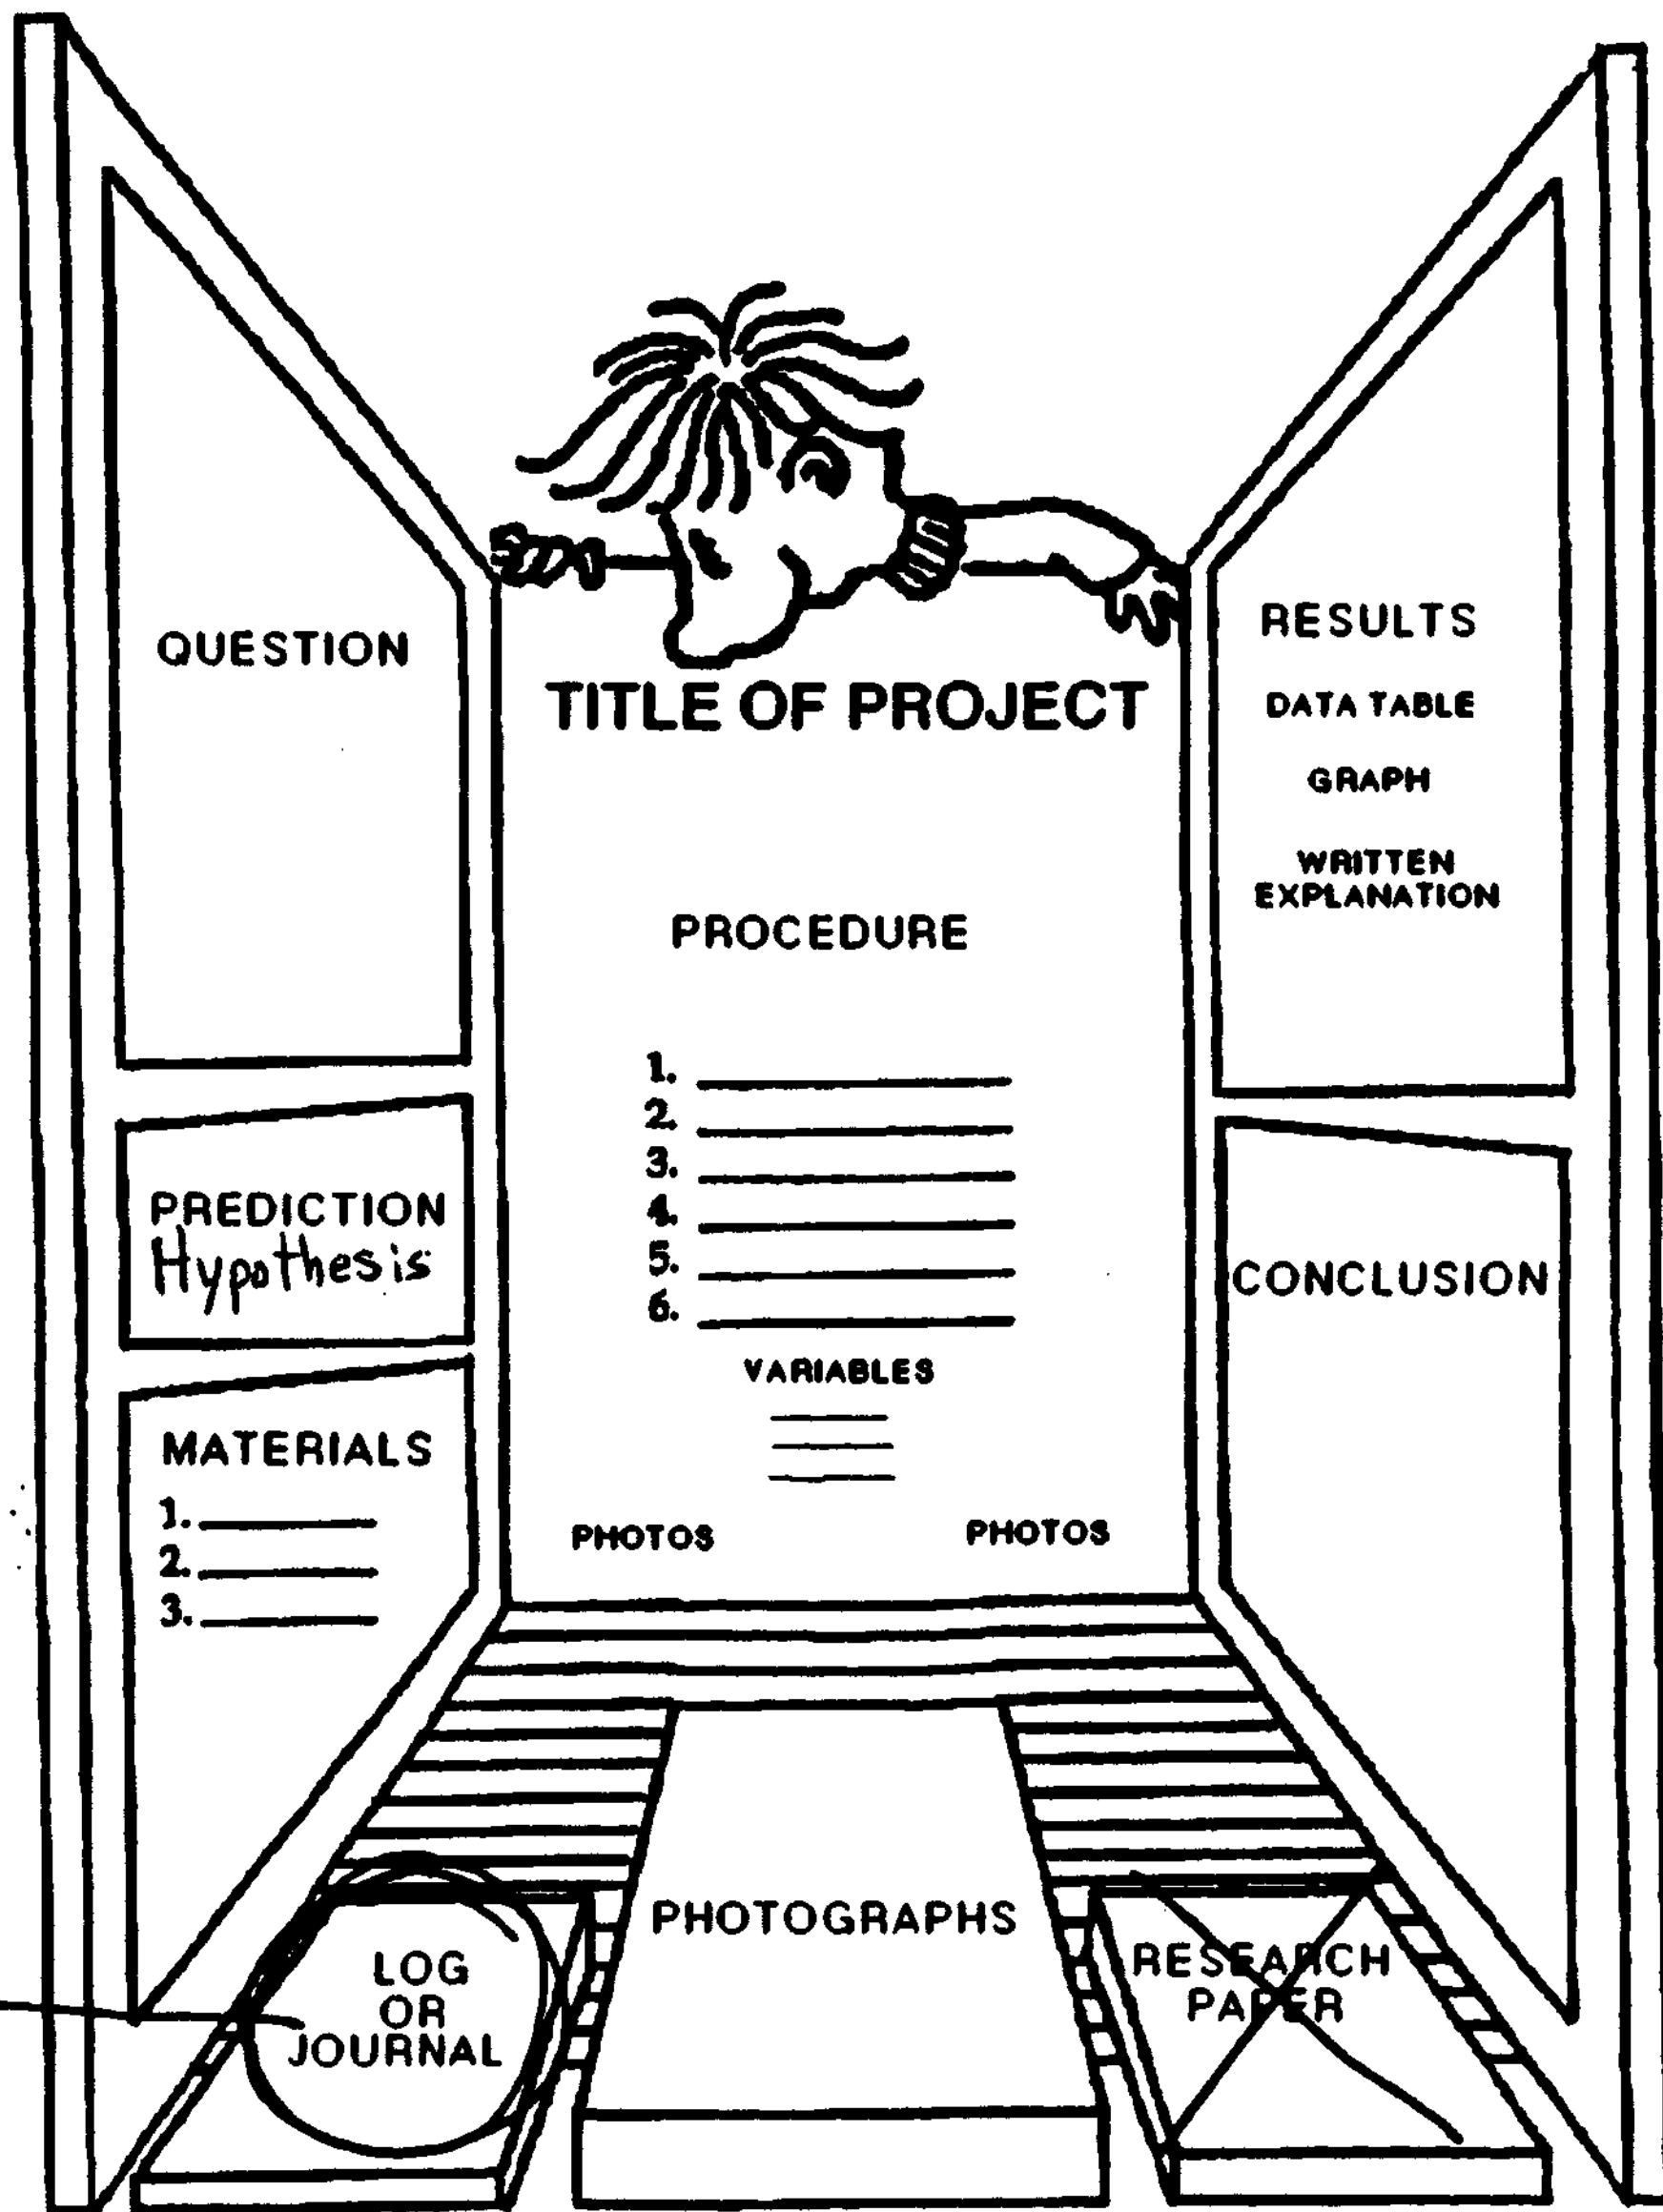 QUESTION
PREDICTION
Hypothesis
MATERIALS
1.
2.
3.
TITLE OF PROJECT
PROCEDURE
1.
2.
3.
4.
5.
6.
VARIABLES
PHOTOS PHOTOS
RESULTS
DATA TABLE
GRAPH
WRITTEN
EXPLANATION
CONCLUSION
LOG
OR
JOURNAL
PHOTOGRAPHS
RESEARCH
PAPER